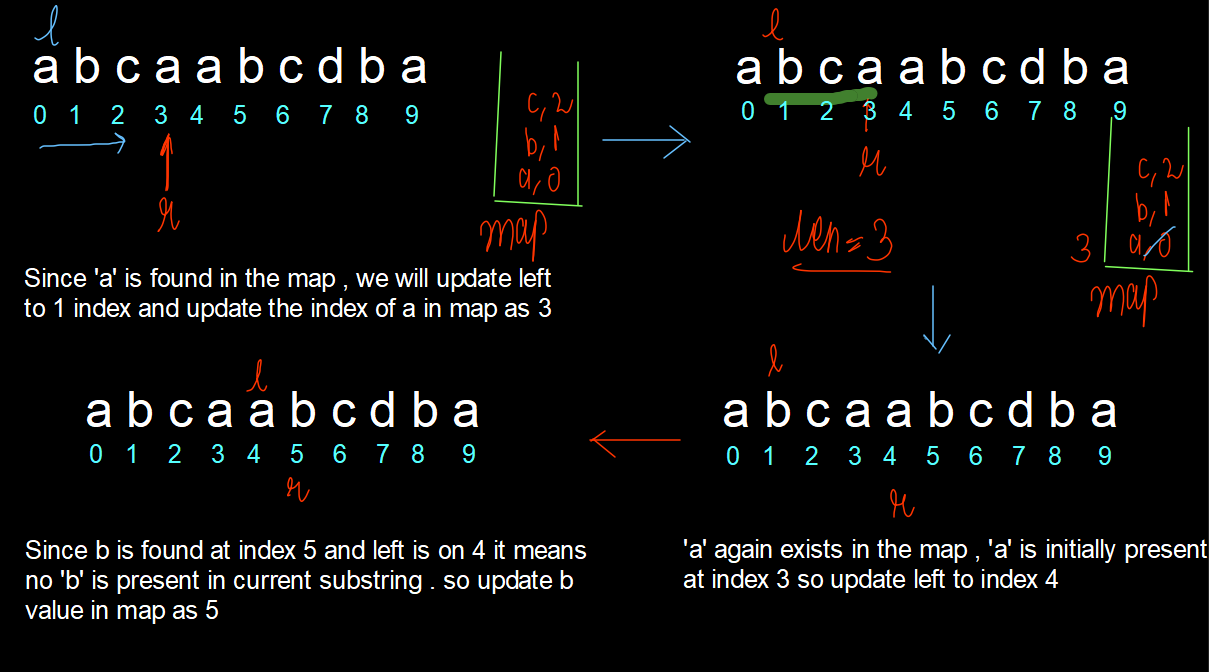 l
a b c a a b c d b a
0 1 2 3 4 5 6 7 8 9
r
c, 2
b, 1
a, 0
map
Since 'a' is found in the map , we will update left
to 1 index and update the index of a in map as 3
l
a b c a a b c d b a
0 1 2 3 4 5 6 7 8 9
r
len = 3
c, 2
b, 1
3 a, 0
map
l
a b c a a b c d b a
0 1 2 3 4 5 6 7 8 9
r
'a' again exists in the map , 'a' is initially present
at index 3 so update left to index 4
l
a b c a a b c d b a
0 1 2 3 4 5 6 7 8 9
r
Since b is found at index 5 and left is on 4 it means
no 'b' is present in current substring . so update b
value in map as 5